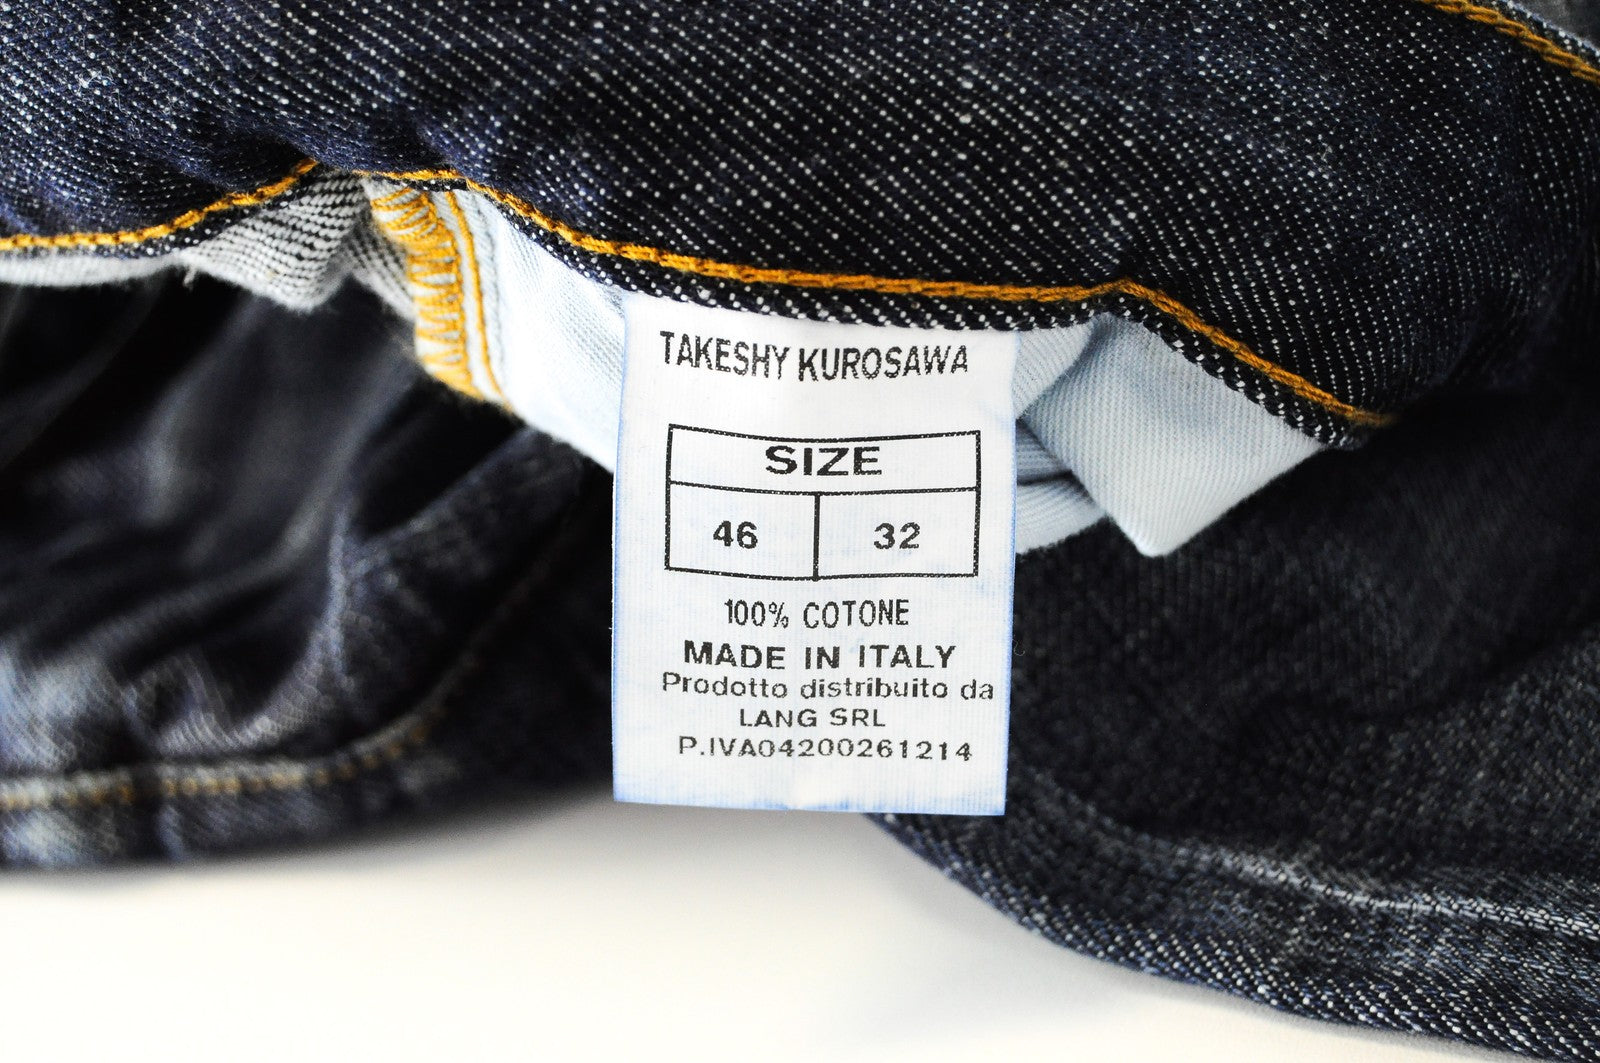 TAKESHY KUROSAWA
SIZE
46 32
100% COTONE
MADE IN ITALY
Prodotto distribuito da
LANG SRL
P.IVA04200261214